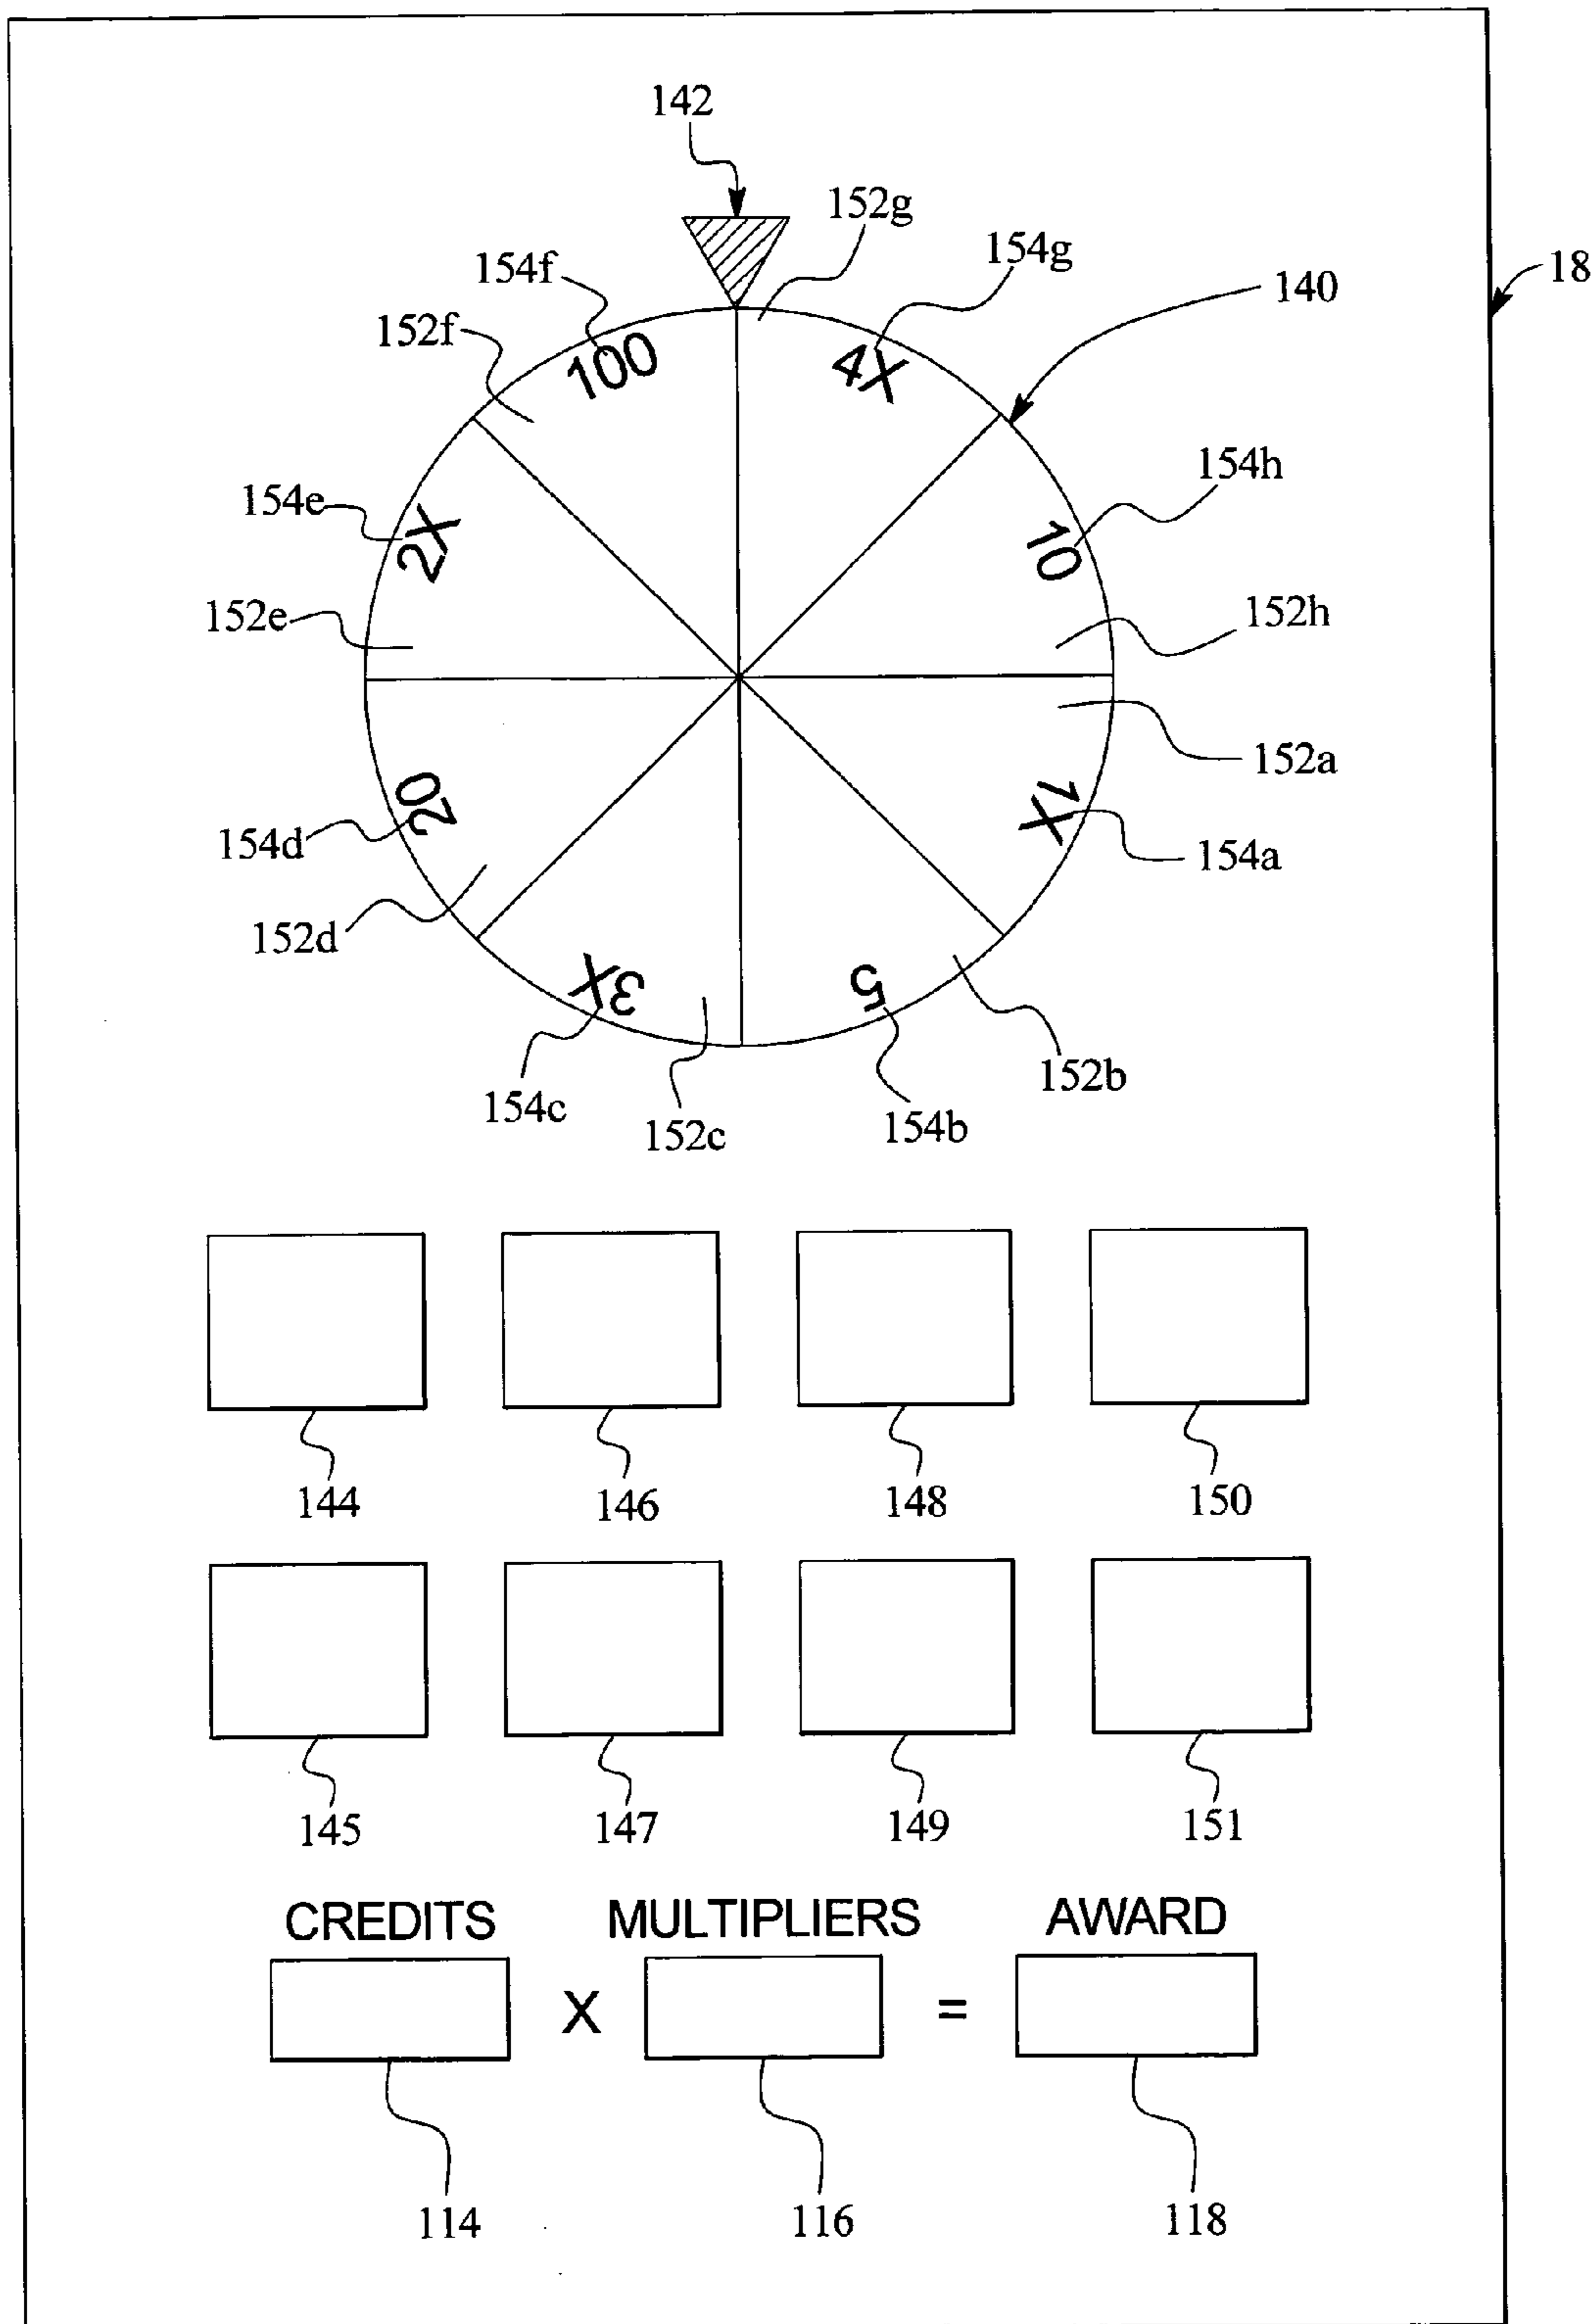 142
152g
154f
154g
18
140
152f
100
4X
154h
154e
2X
10
152e
152h
152a
20
1X
154d
154a
152d
3X
5
152b
154c
152c
154b
144 146 148 150
145 147 149 151
CREDITS MULTIPLIERS AWARD
X =
114 116 118